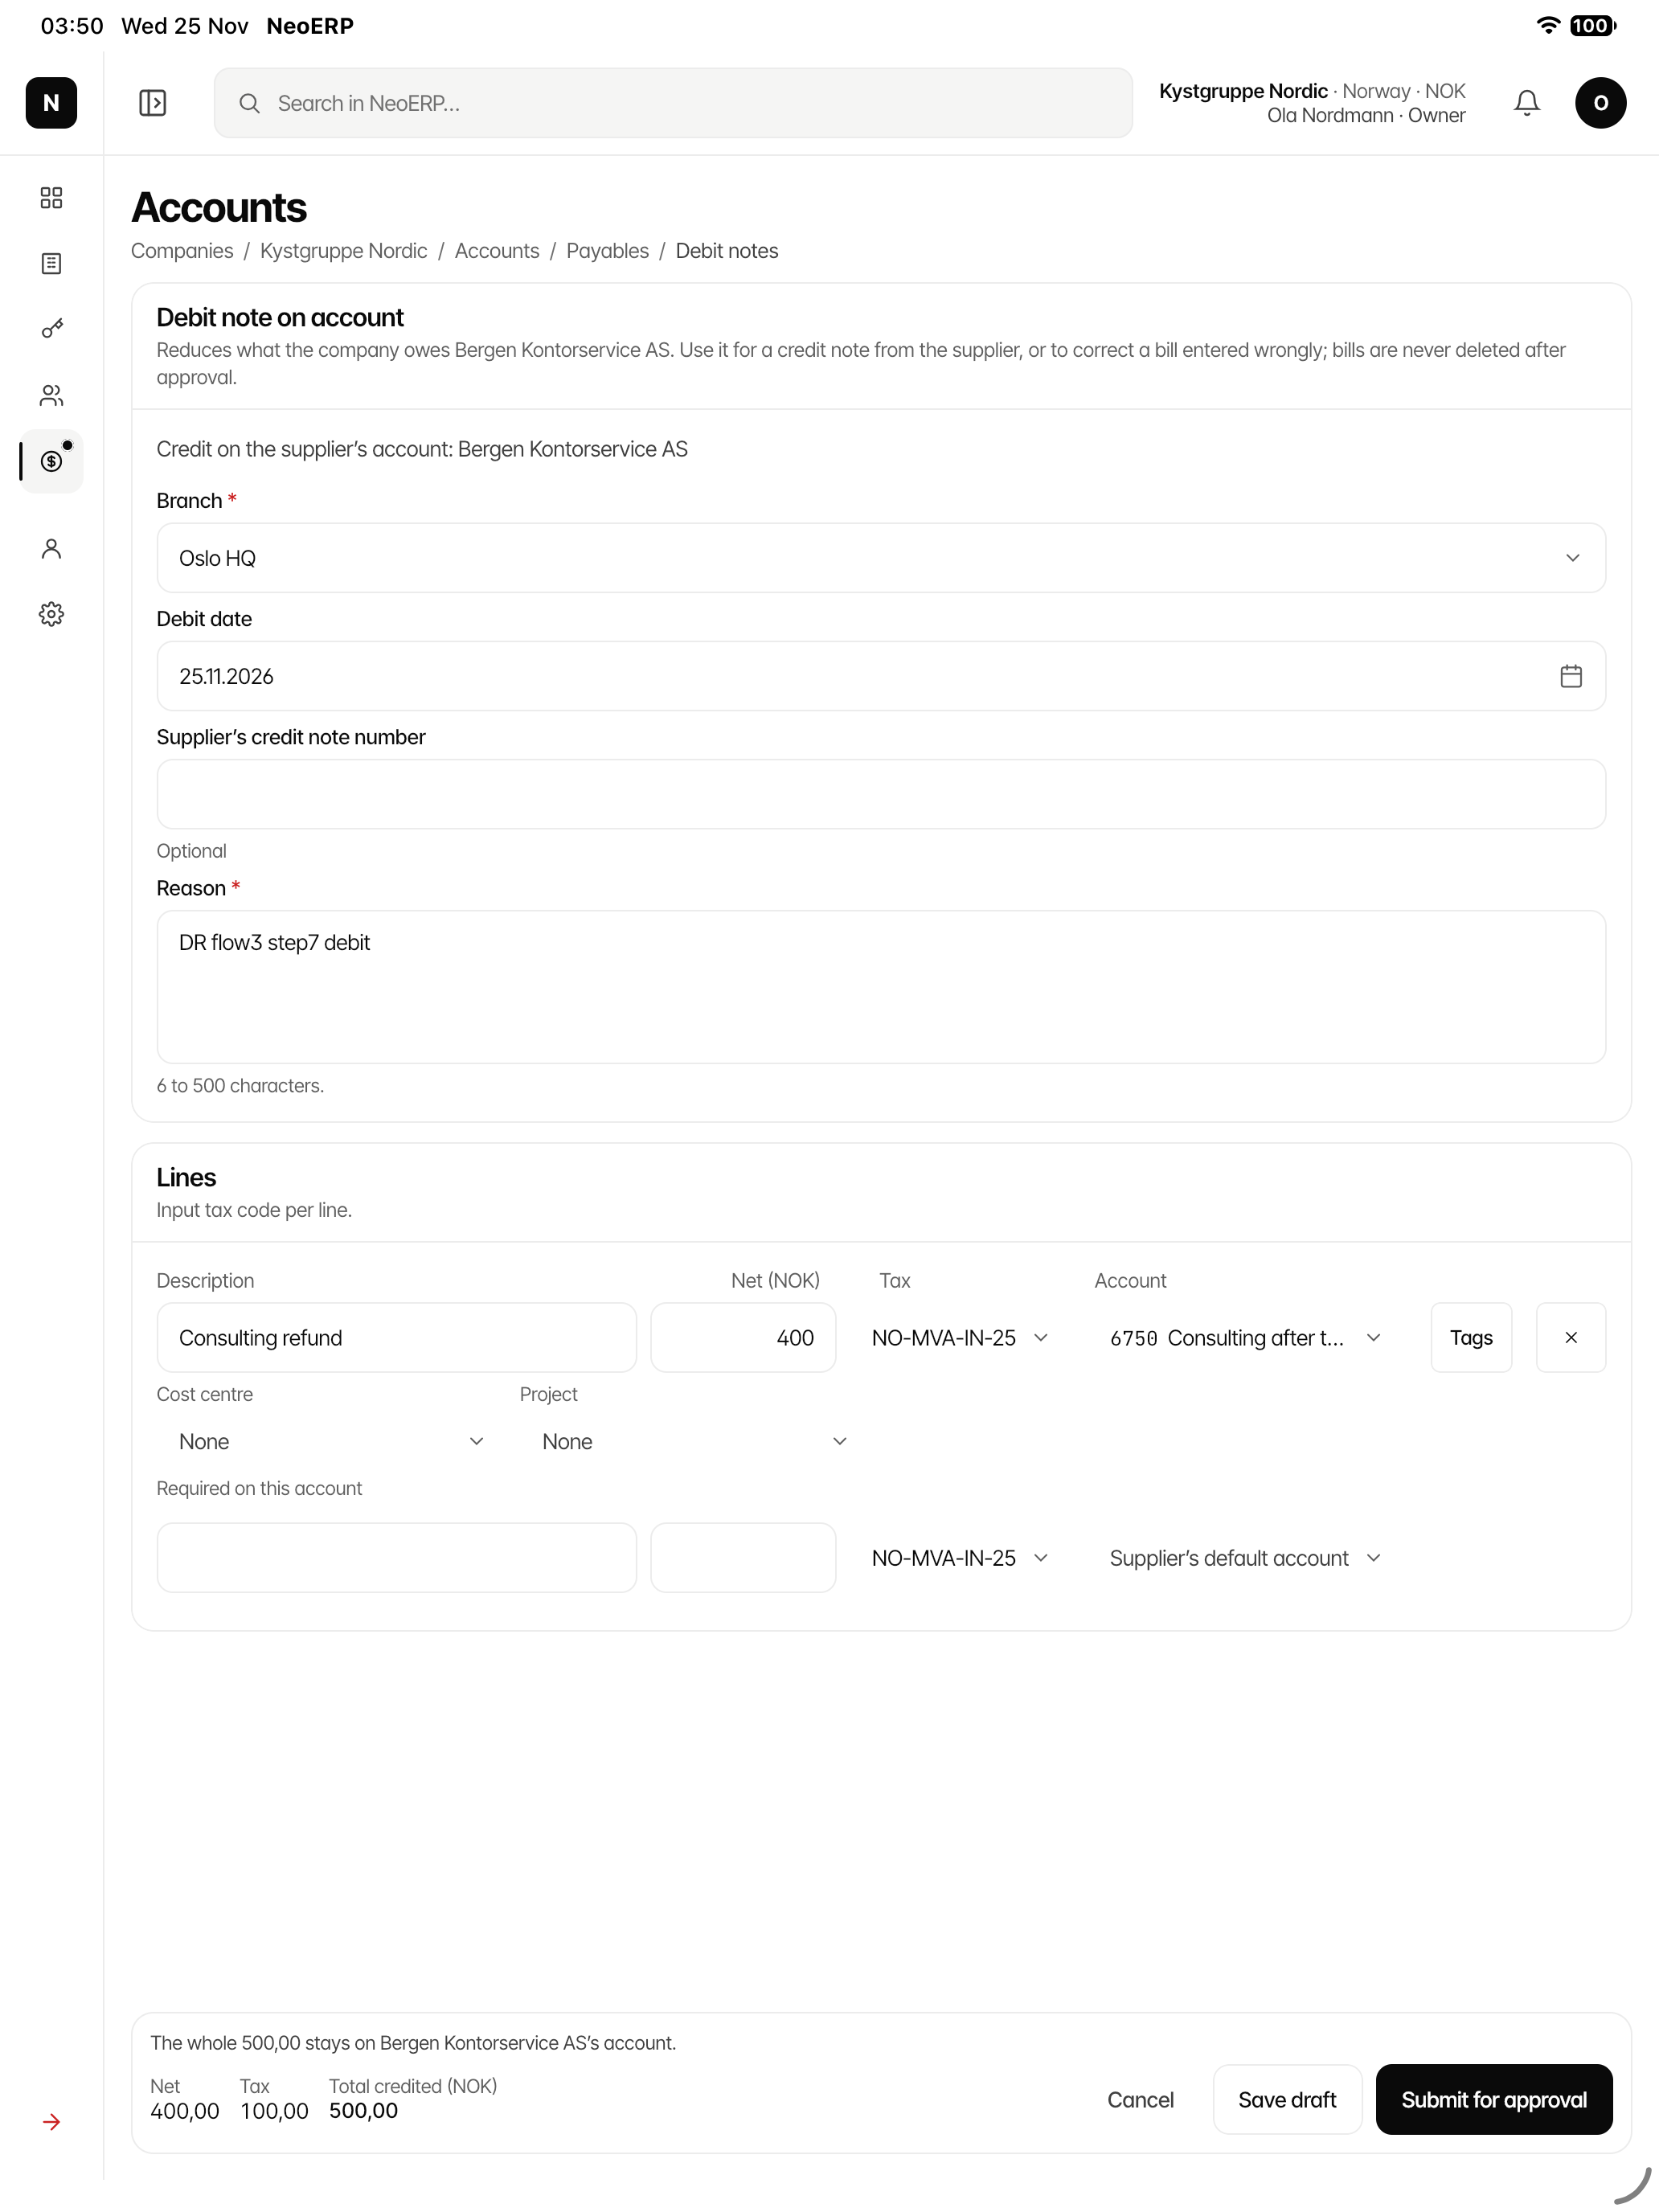 03:50 Wed 25 Nov NeoERP
100
N
Search in NeoERP...
Kystgruppe Nordic · Norway · NOK
Ola Nordmann · Owner
O
Accounts
Companies / Kystgruppe Nordic / Accounts / Payables / Debit notes
Debit note on account
Reduces what the company owes Bergen Kontorservice AS. Use it for a credit note from the supplier, or to correct a bill entered wrongly; bills are never deleted after
approval.
Credit on the supplier’s account: Bergen Kontorservice AS
Branch *
Oslo HQ
Debit date
25.11.2026
Supplier’s credit note number
Optional
Reason *
DR flow3 step7 debit
6 to 500 characters.
Lines
Input tax code per line.
Description Net (NOK) Tax Account
Consulting refund 400 NO-MVA-IN-25 6750 Consulting after t... Tags ×
Cost centre Project
None None
Required on this account
NO-MVA-IN-25 Supplier’s default account
The whole 500,00 stays on Bergen Kontorservice AS’s account.
Net Tax Total credited (NOK)
400,00 100,00 500,00
Cancel Save draft Submit for approval